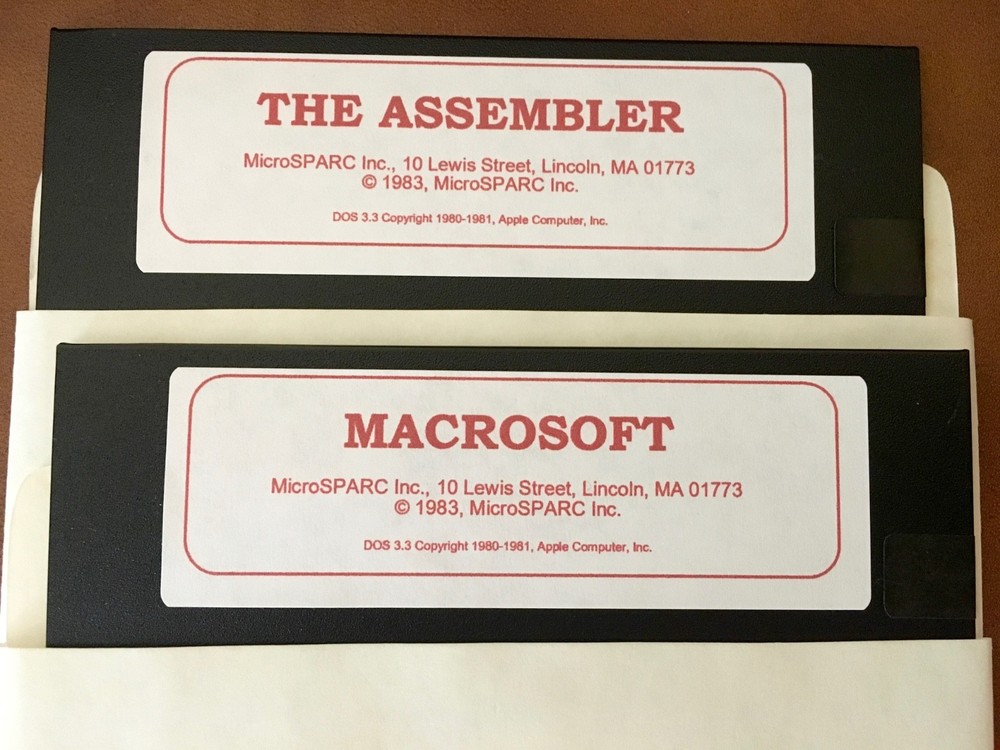 THE ASSEMBLER
MicroSPARC Inc., 10 Lewis Street, Lincoln, MA 01773
© 1983, MicroSPARC Inc.
DOS 3.3 Copyright 1980-1981, Apple Computer, Inc.
MACROSOFT
MicroSPARC Inc., 10 Lewis Street, Lincoln, MA 01773
© 1983, MicroSPARC Inc.
DOS 3.3 Copyright 1980-1981, Apple Computer, Inc.